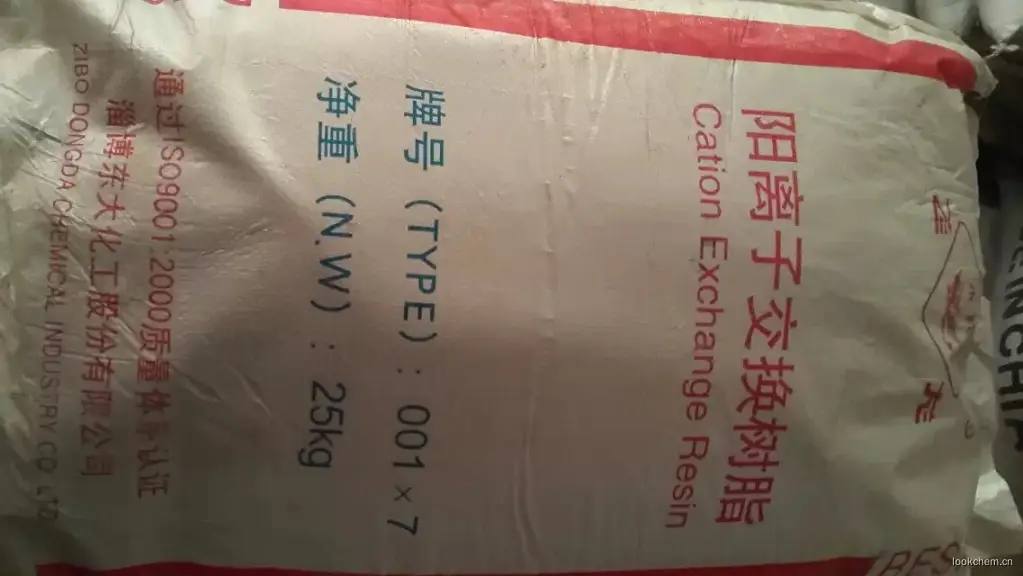 阳离子交换树脂
Cation Exchange Resin
牌号（TYPE）：001×7
净重（N.W）：25kg
通过ISO9001:2000质量体系认证
淄博东大化工股份有限公司
ZIBO DONGDA CHEMICAL INDUSTRY CO LTD
lookchem.cn